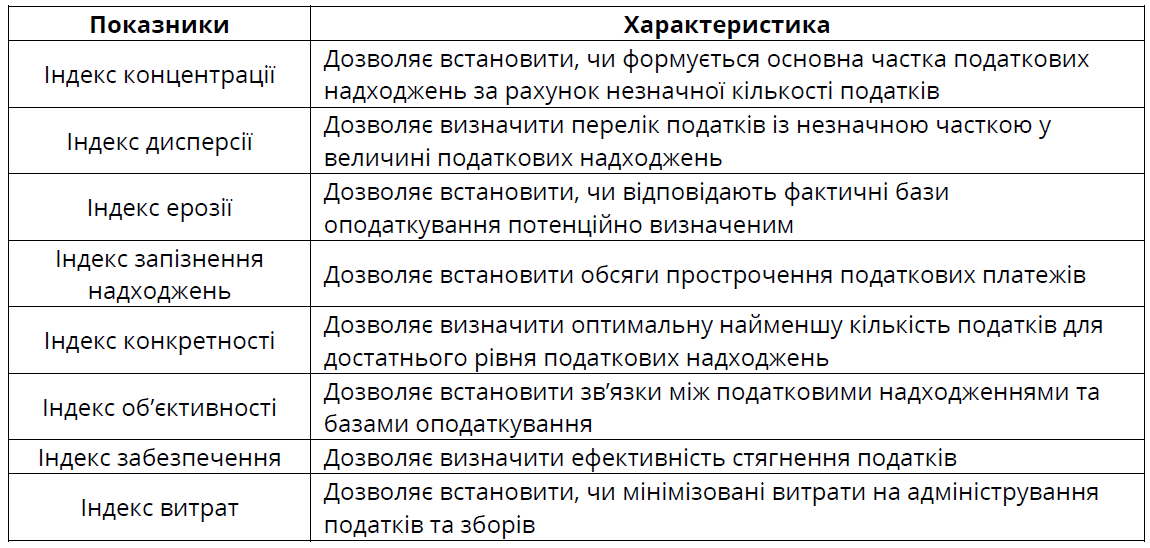 Показники Характеристика
Індекс концентрації
Дозволяє встановити, чи формується основна частка податкових
надходжень за рахунок незначної кількості податків
Індекс дисперсії
Дозволяє визначити перелік податків із незначною часткою у
величині податкових надходжень
Індекс ерозії
Дозволяє встановити, чи відповідають фактичні бази
оподаткування потенційно визначеним
Індекс запізнення
надходжень
Дозволяє встановити обсяги прострочення податкових платежів
Індекс конкретності
Дозволяє визначити оптимальну найменшу кількість податків для
достатнього рівня податкових надходжень
Індекс об’єктивності
Дозволяє встановити зв’язки між податковими надходженнями та
базами оподаткування
Індекс забезпечення
Дозволяє визначити ефективність стягнення податків
Індекс витрат
Дозволяє встановити, чи мінімізовані витрати на адміністрування
податків та зборів